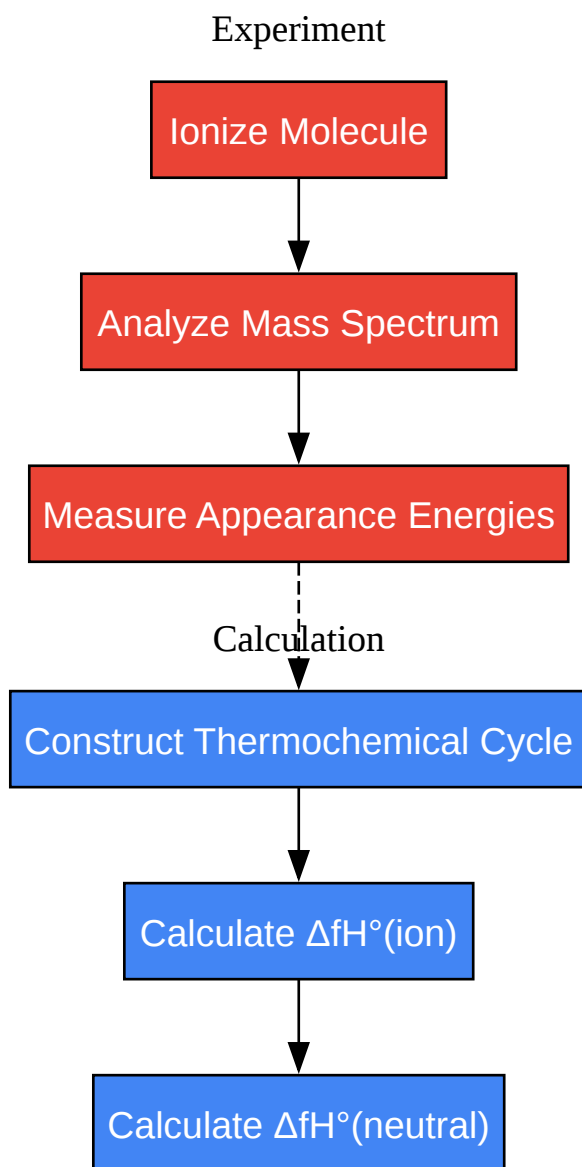 Experiment
Ionize Molecule
Analyze Mass Spectrum
Measure Appearance Energies
Calculation
Construct Thermochemical Cycle
Calculate ΔfH°(ion)
Calculate ΔfH°(neutral)